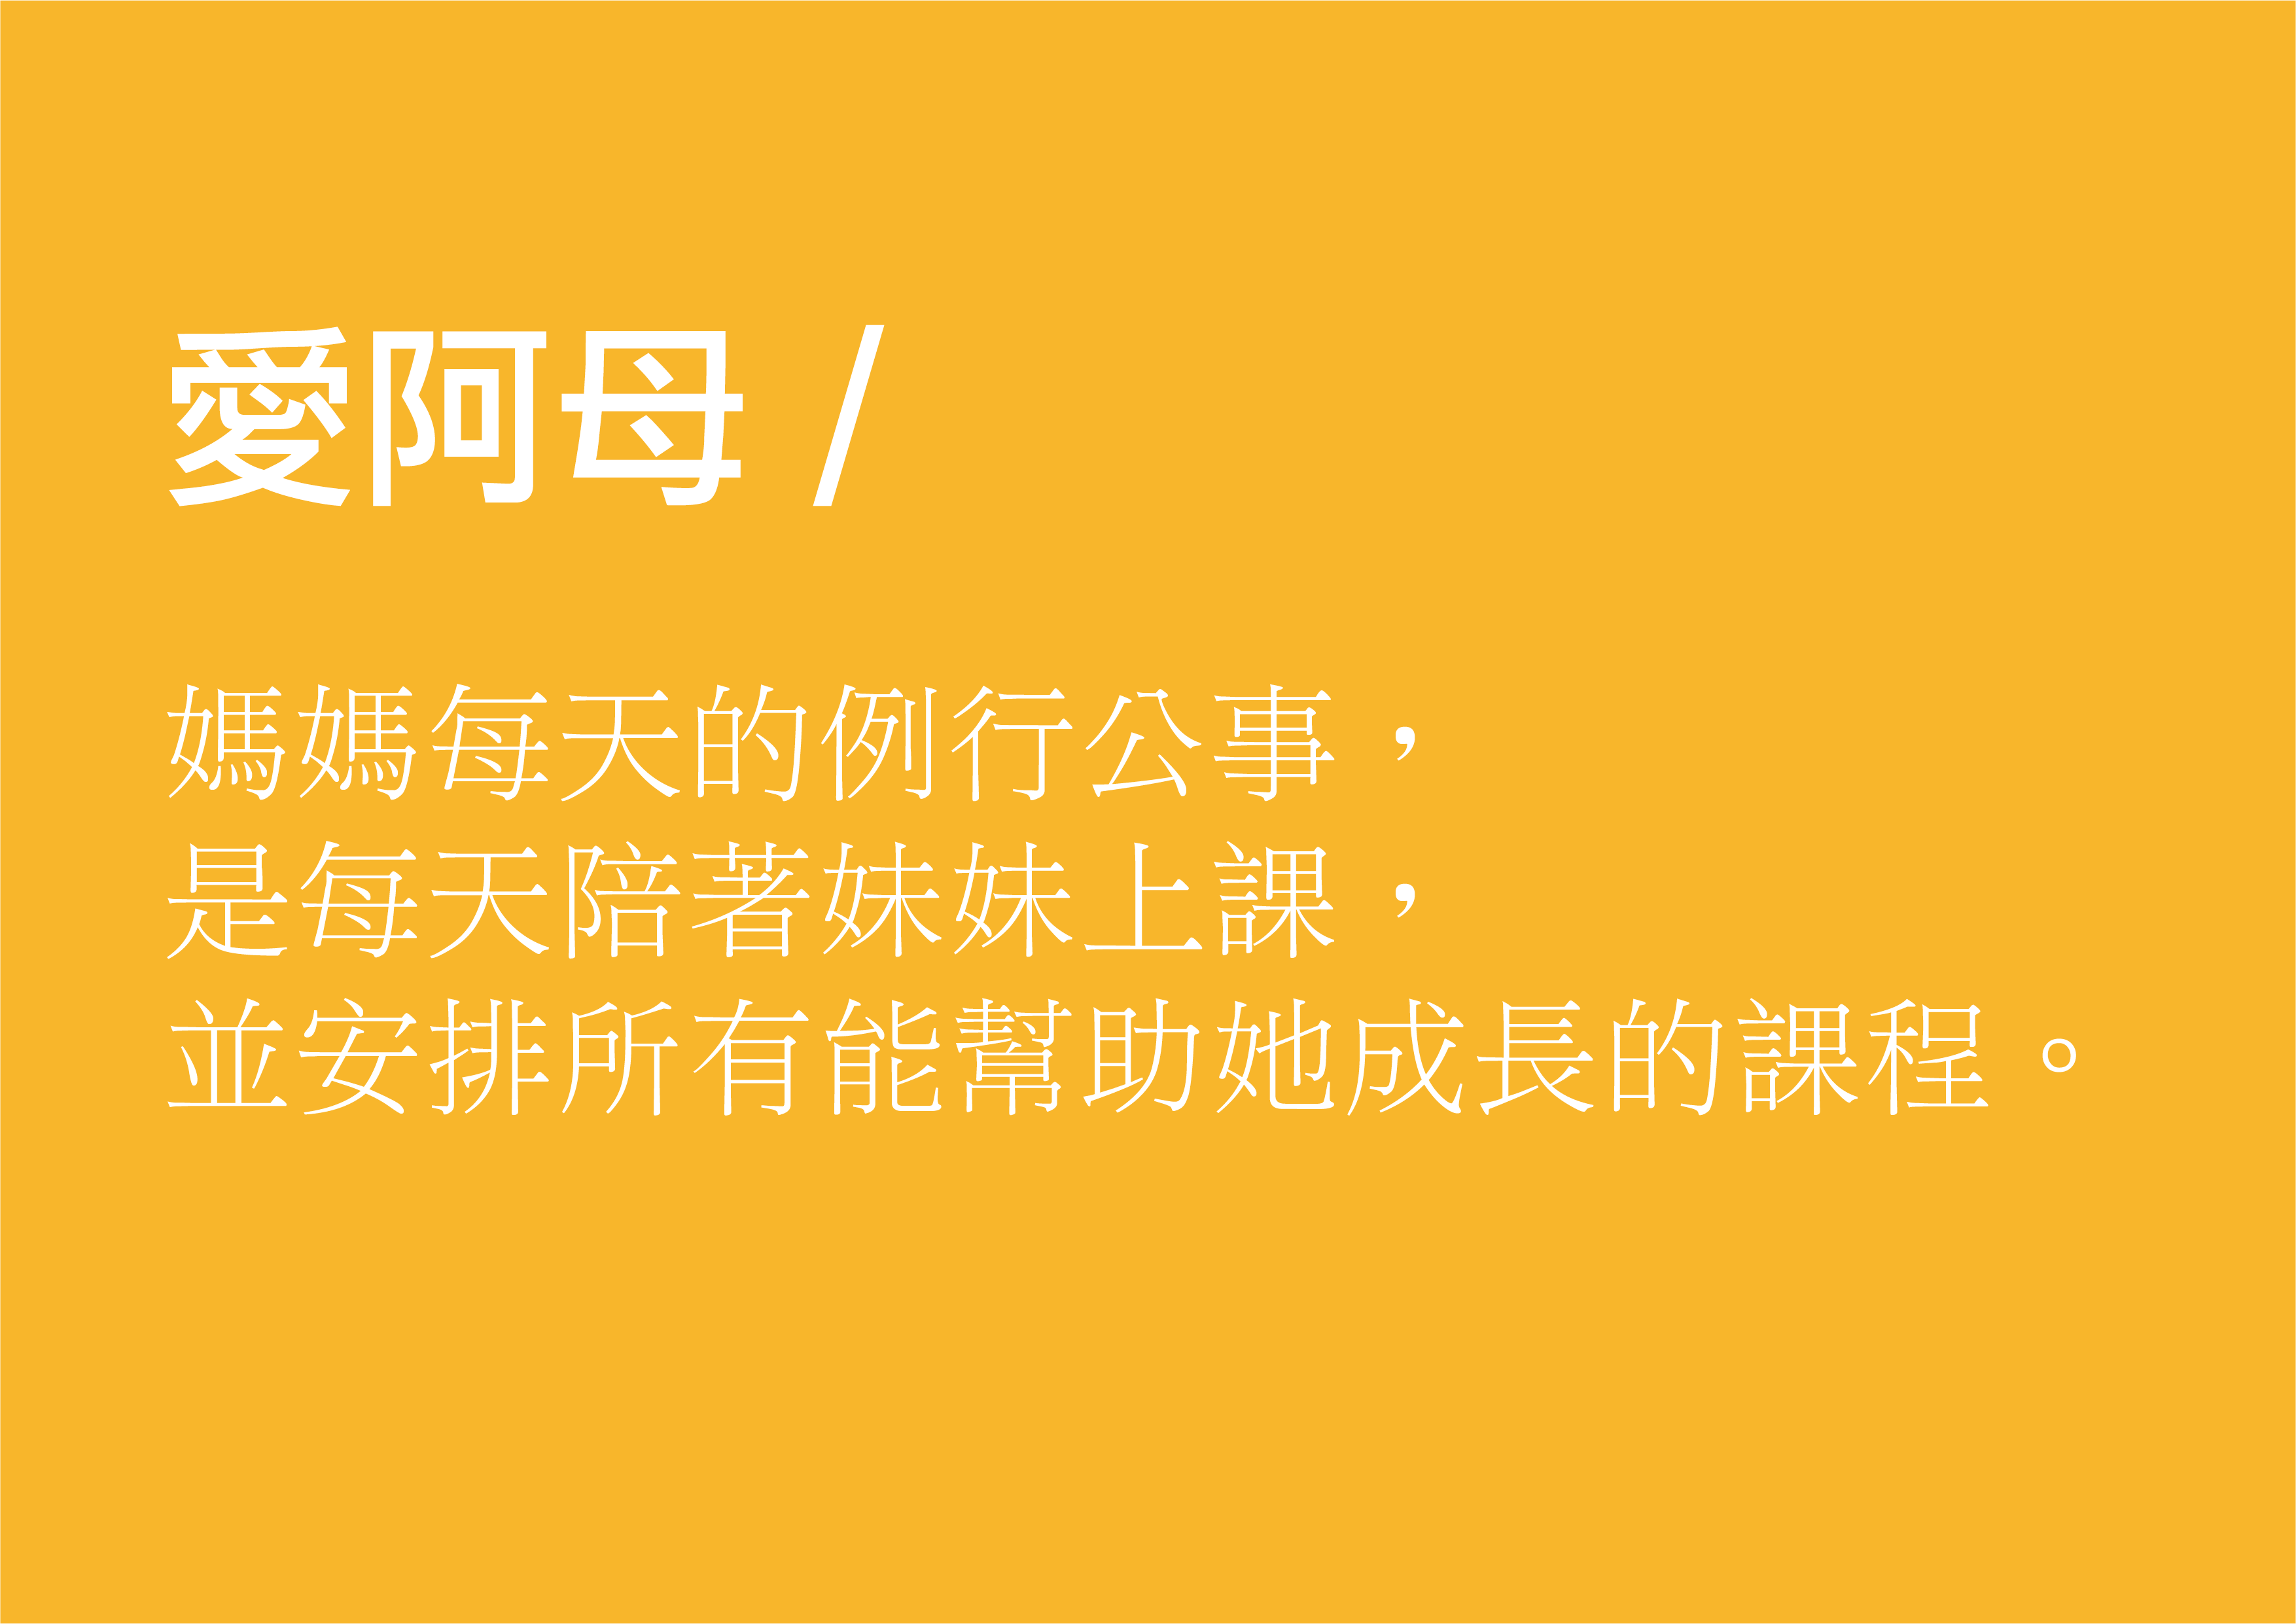 愛阿母 /
媽媽每天的例行公事，
是每天陪著妹妹上課，
並安排所有能幫助她成長的課程 。